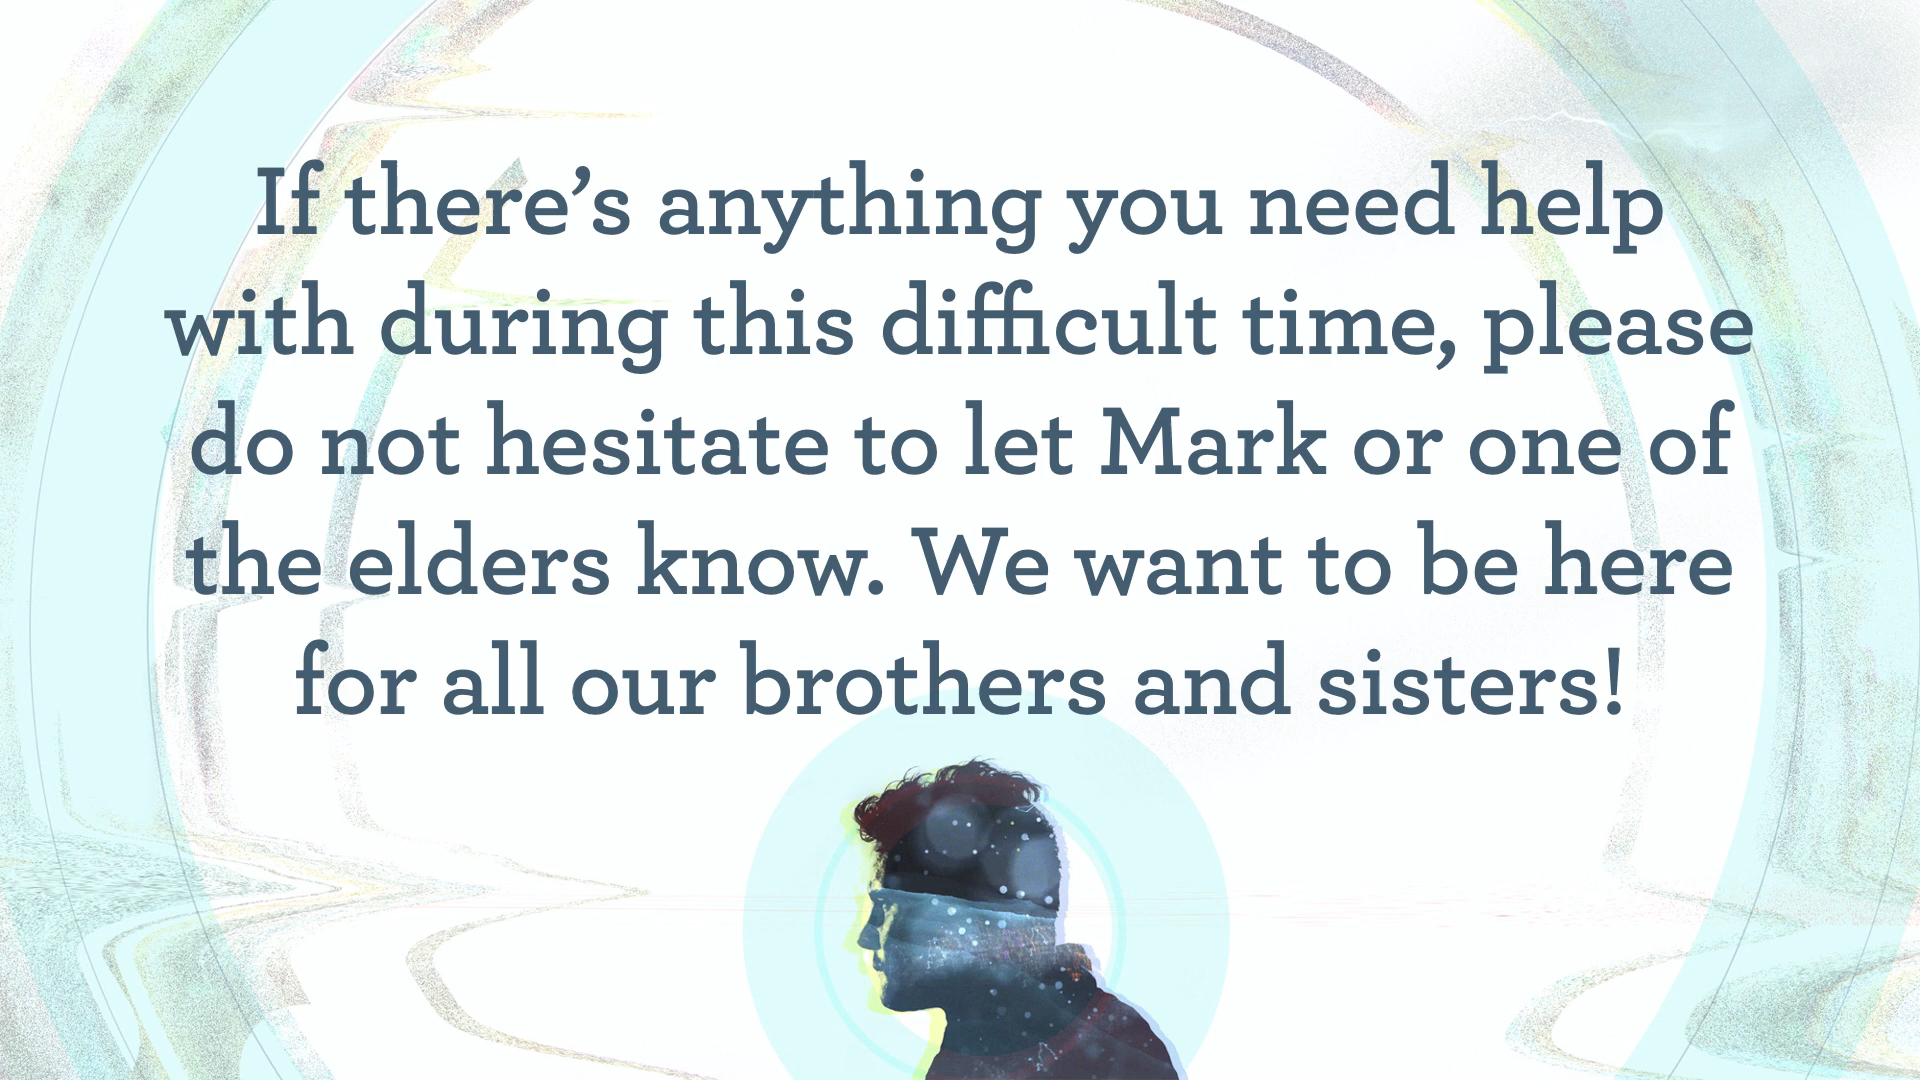 If there’s anything you need help
with during this difficult time, please
do not hesitate to let Mark or one of
the elders know. We want to be here
for all our brothers and sisters!